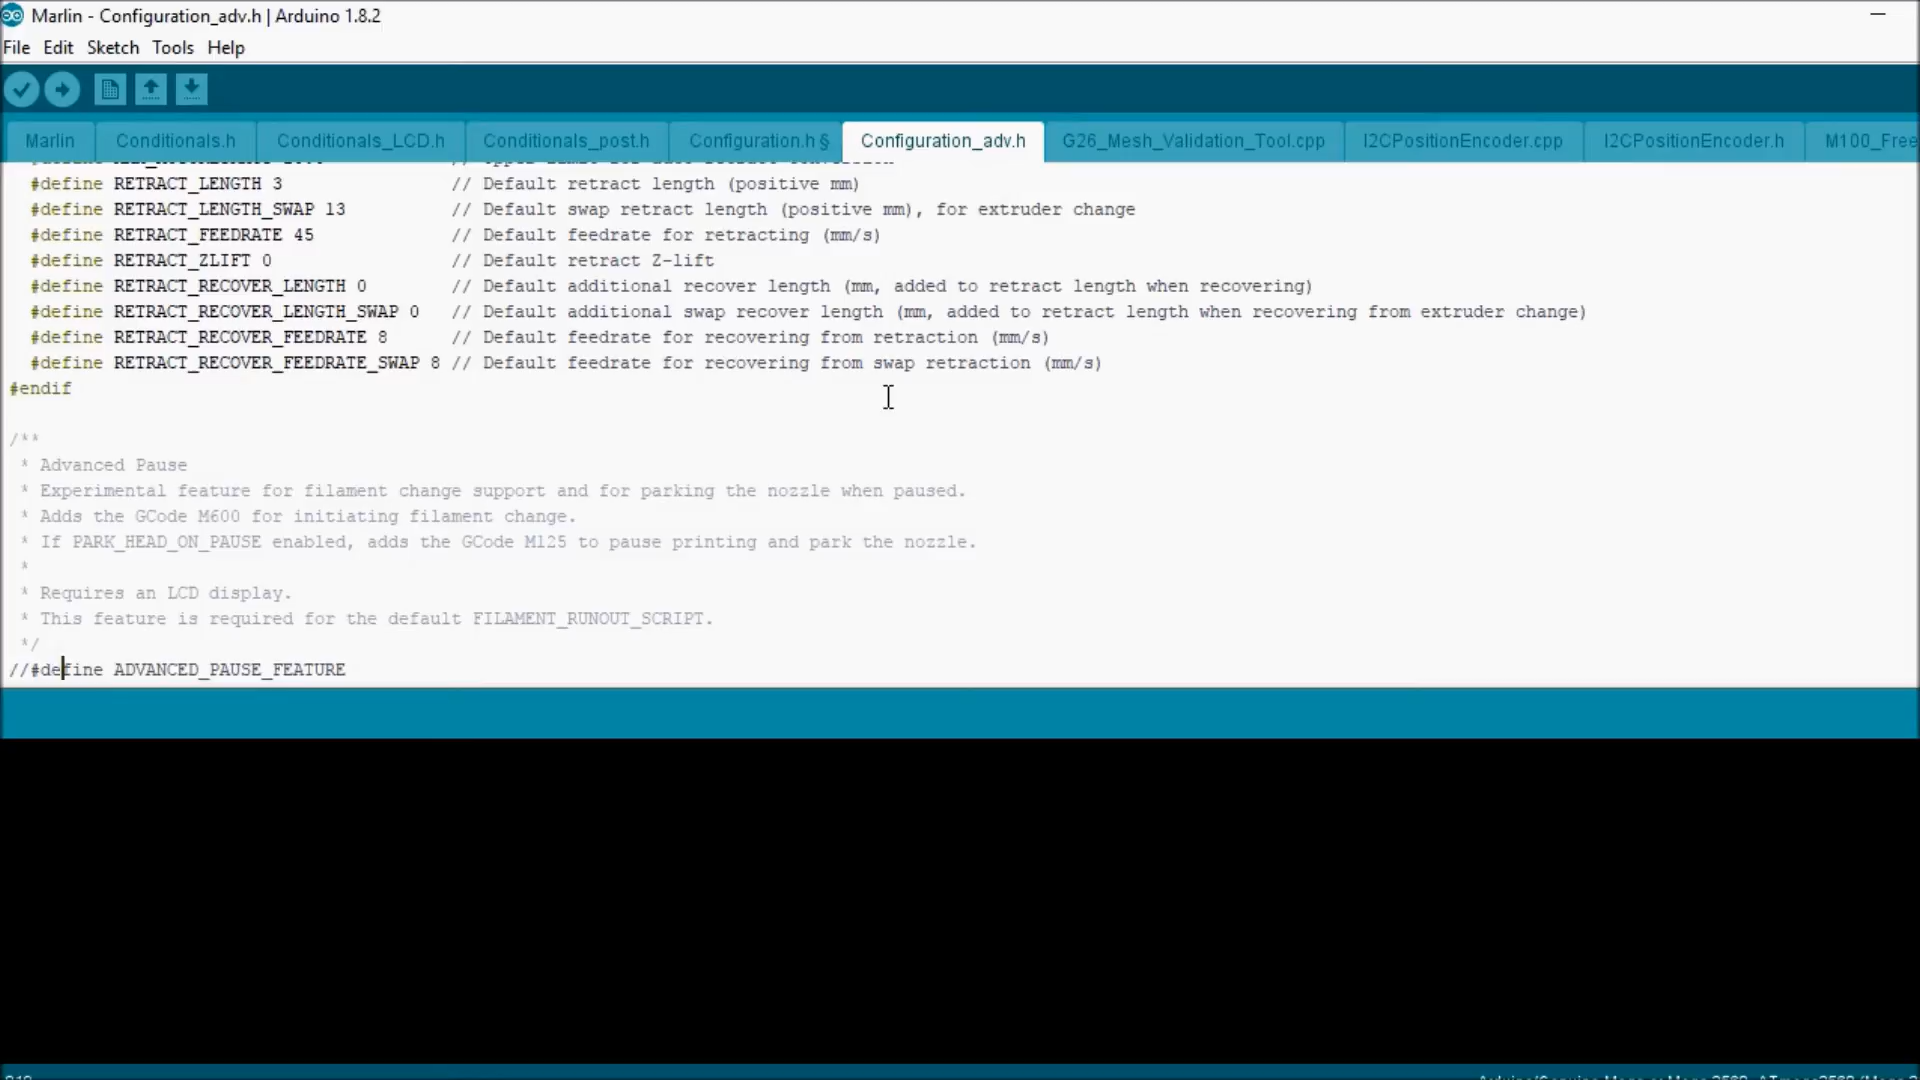 Marlin - Configuration_adv.h | Arduino 1.8.2
File Edit Sketch Tools Help
Marlin Conditionals.h Conditionals_LCD.h Conditionals_post.h Configuration.h § Configuration_adv.h G26_Mesh_Validation_Tool.cpp I2CPositionEncoder.cpp I2CPositionEncoder.h M100_Free
#define RETRACT_LENGTH 3 // Default retract length (positive mm)
#define RETRACT_LENGTH_SWAP 13 // Default swap retract length (positive mm), for extruder change
#define RETRACT_FEEDRATE 45 // Default feedrate for retracting (mm/s)
#define RETRACT_ZLIFT 0 // Default retract Z-lift
#define RETRACT_RECOVER_LENGTH 0 // Default additional recover length (mm, added to retract length when recovering)
#define RETRACT_RECOVER_LENGTH_SWAP 0 // Default additional swap recover length (mm, added to retract length when recovering from extruder change)
#define RETRACT_RECOVER_FEEDRATE 8 // Default feedrate for recovering from retraction (mm/s)
#define RETRACT_RECOVER_FEEDRATE_SWAP 8 // Default feedrate for recovering from swap retraction (mm/s)
#endif
/**
* Advanced Pause
* Experimental feature for filament change support and for parking the nozzle when paused.
* Adds the GCode M600 for initiating filament change.
* If PARK_HEAD_ON_PAUSE enabled, adds the GCode M125 to pause printing and park the nozzle.
*
* Requires an LCD display.
* This feature is required for the default FILAMENT_RUNOUT_SCRIPT.
*/
//#define ADVANCED_PAUSE_FEATURE